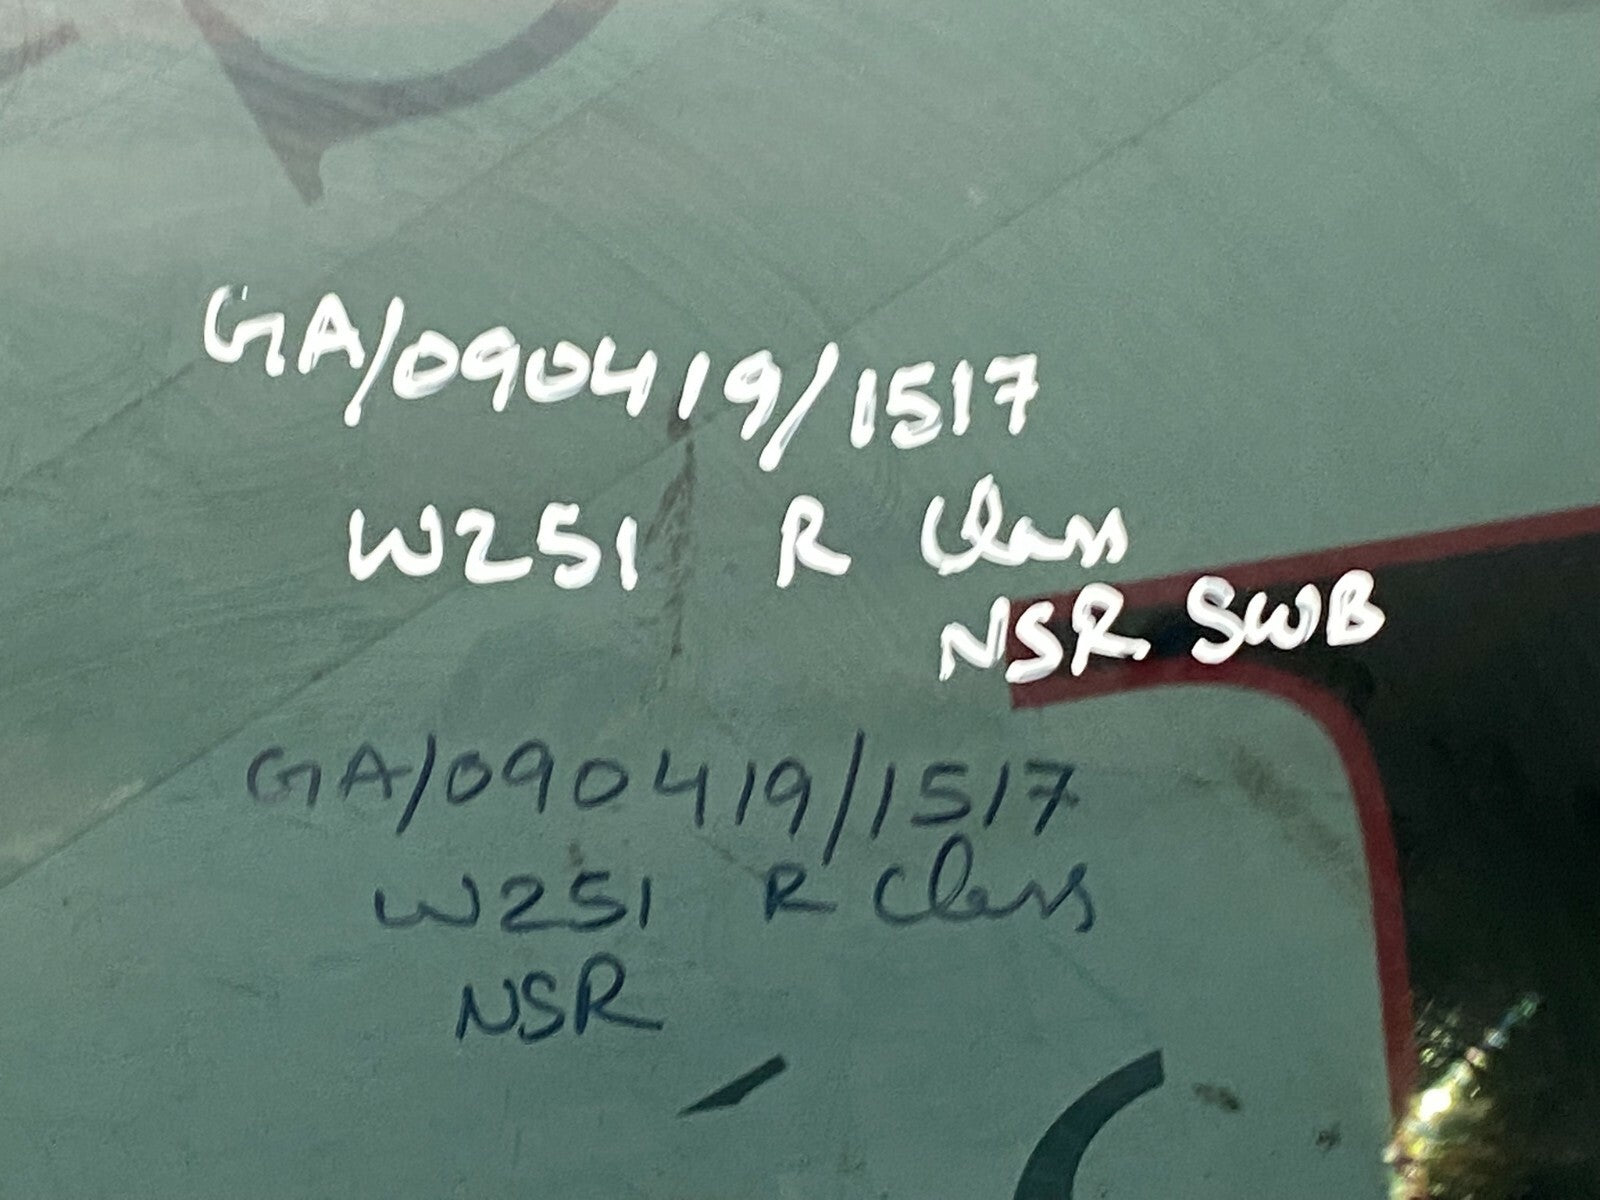 GA/090419/1517
W251 R Class
NSR SWB
GA/090419/1517
W251 R Class
NSR